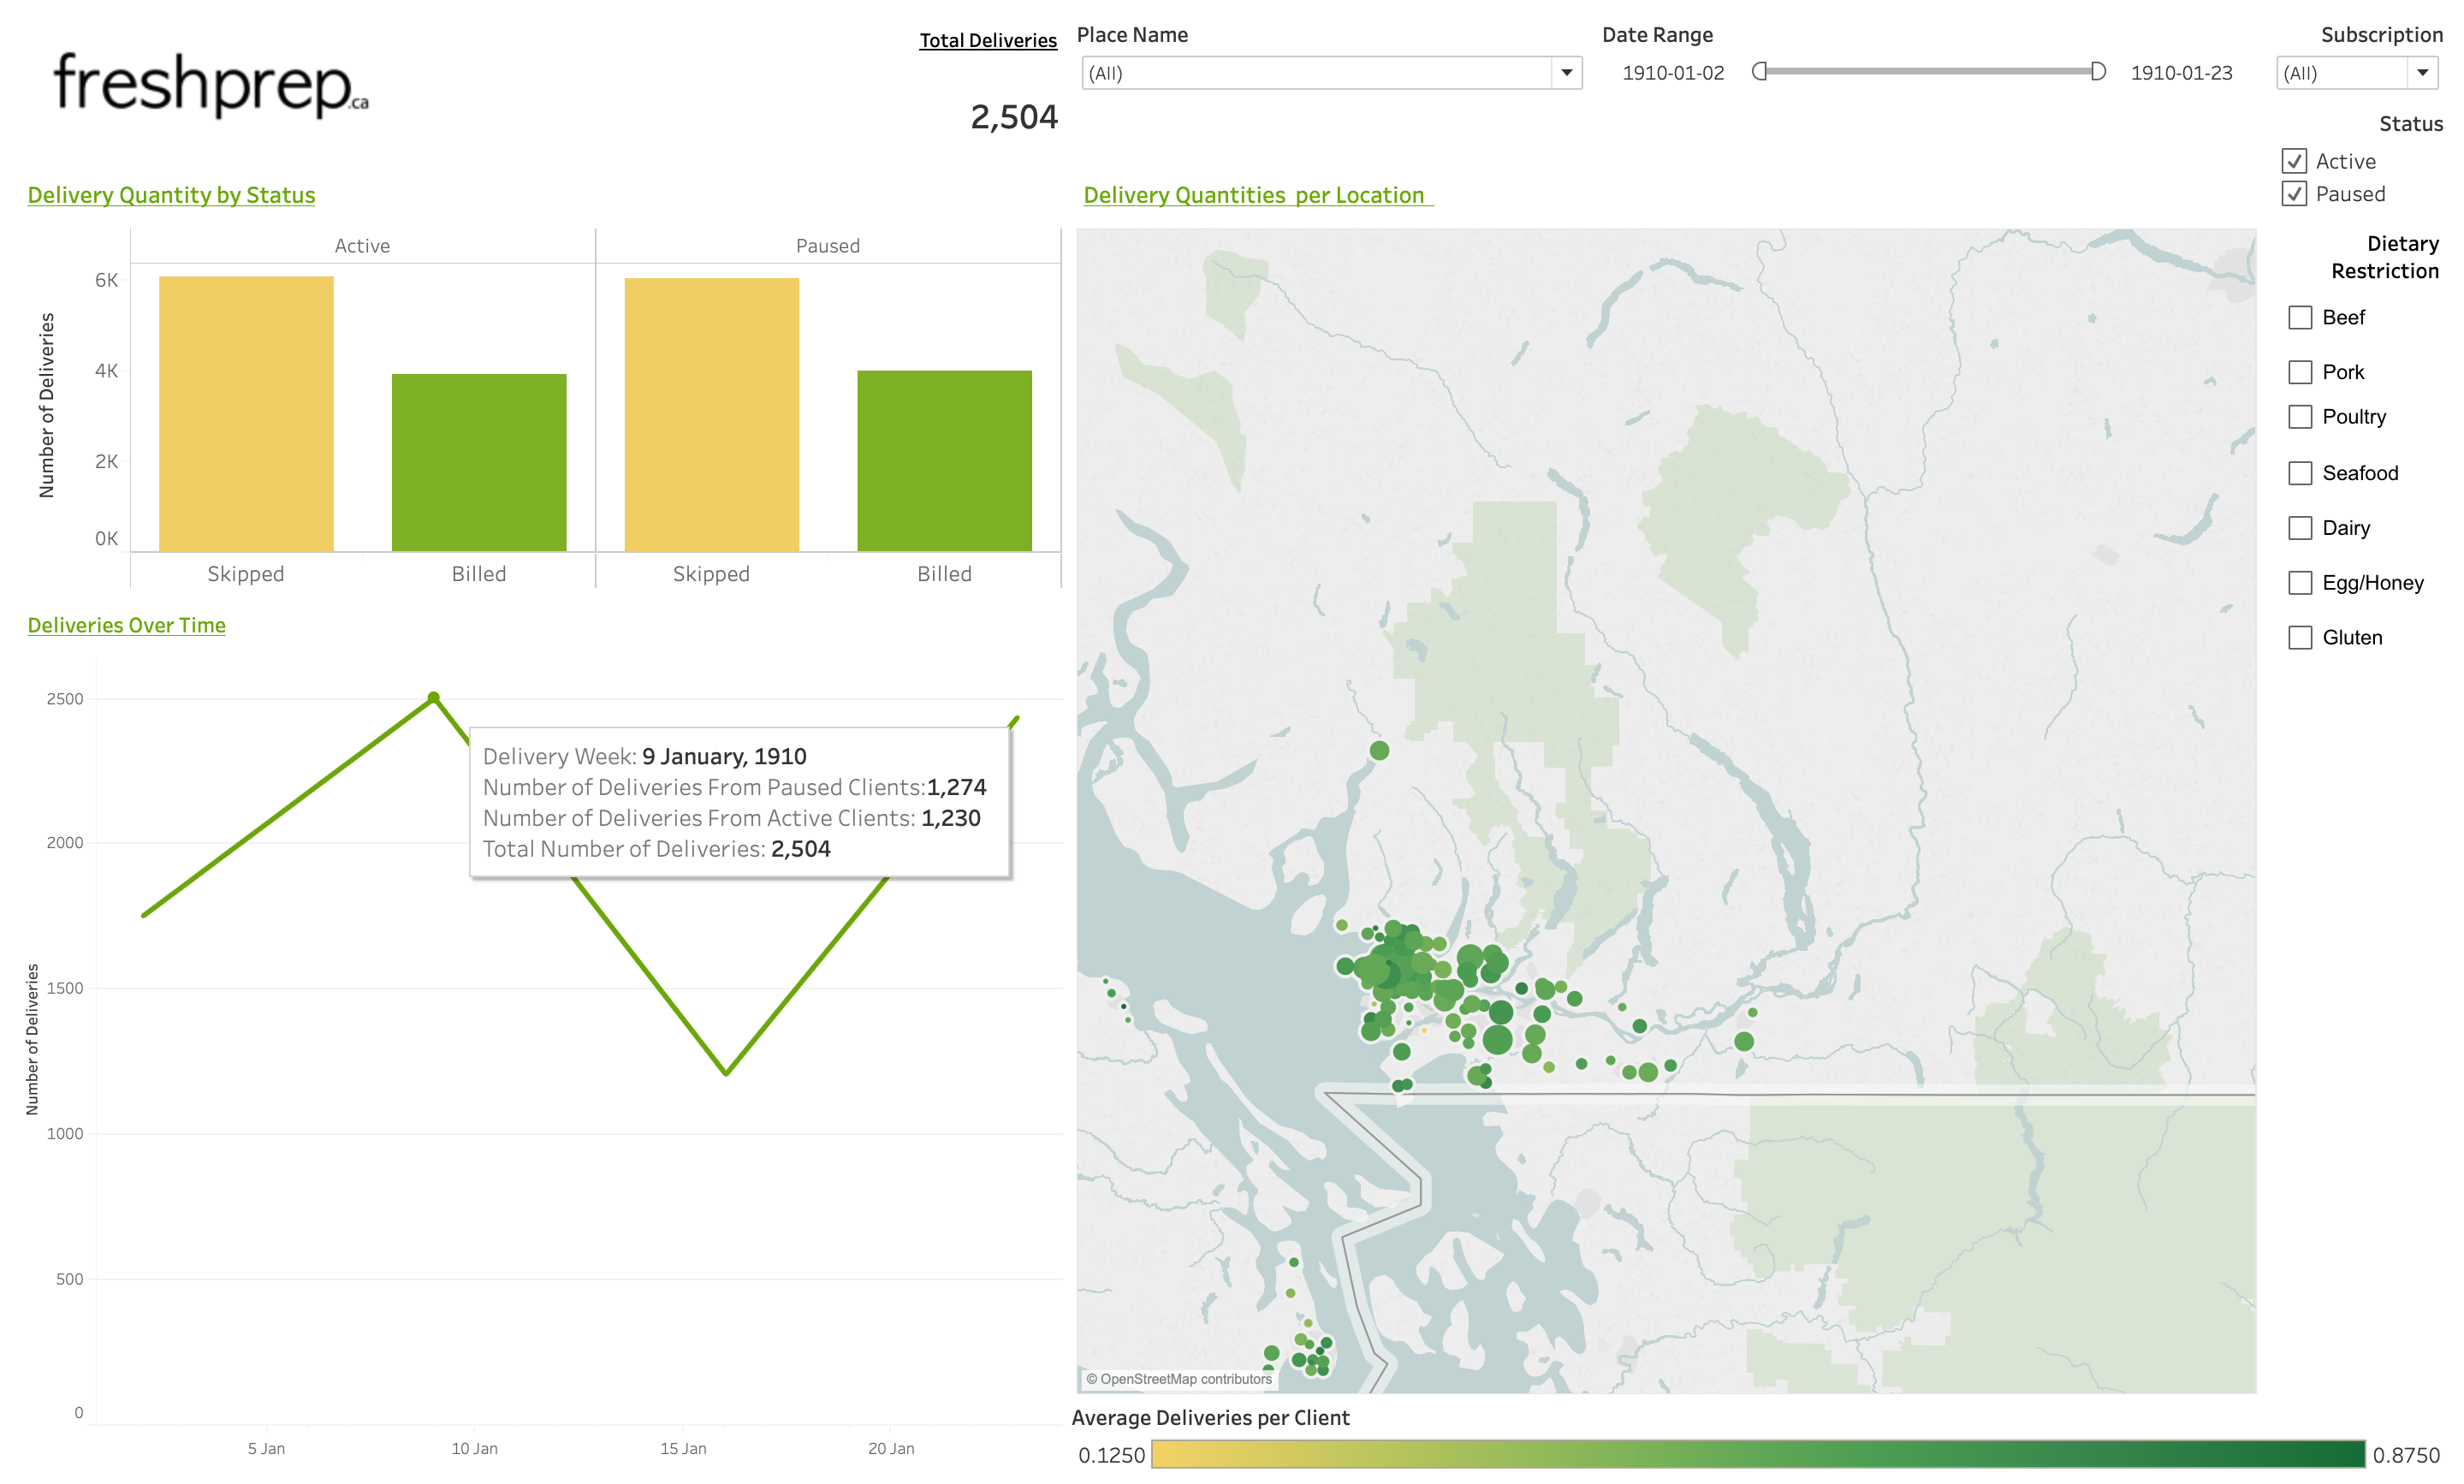 freshprep.ca
Total Deliveries
2,504
Place Name
(All)
Date Range
1910-01-02
1910-01-23
Subscription
(All)
Status
Active
Paused
Dietary
Restriction
Beef
Pork
Poultry
Seafood
Dairy
Egg/Honey
Gluten
Delivery Quantity by Status
Active
Paused
Number of Deliveries
6K
4K
2K
0K
Skipped
Billed
Skipped
Billed
Deliveries Over Time
Number of Deliveries
2500
2000
1500
1000
500
0
5 Jan
10 Jan
15 Jan
20 Jan
Delivery Week: 9 January, 1910
Number of Deliveries From Paused Clients:1,274
Number of Deliveries From Active Clients: 1,230
Total Number of Deliveries: 2,504
Delivery Quantities per Location
© OpenStreetMap contributors
Average Deliveries per Client
0.1250
0.8750